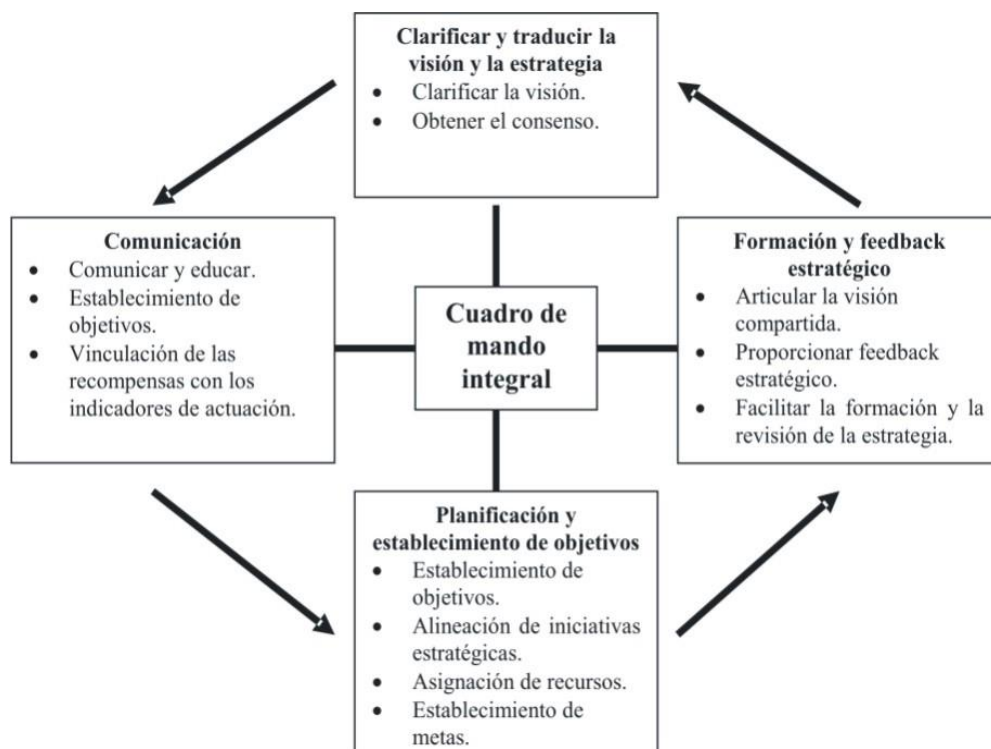 Clarificar y traducir la
visión y la estrategia
• Clarificar la visión.
• Obtener el consenso.
Comunicación
• Comunicar y educar.
• Establecimiento de
objetivos.
• Vinculación de las
recompensas con los
indicadores de actuación.
Cuadro de
mando
integral
Formación y feedback
estratégico
• Articular la visión
compartida.
• Proporcionar feedback
estratégico.
• Facilitar la formación y la
revisión de la estrategia.
Planificación y
establecimiento de objetivos
• Establecimiento de
objetivos.
• Alineación de iniciativas
estratégicas.
• Asignación de recursos.
• Establecimiento de
metas.